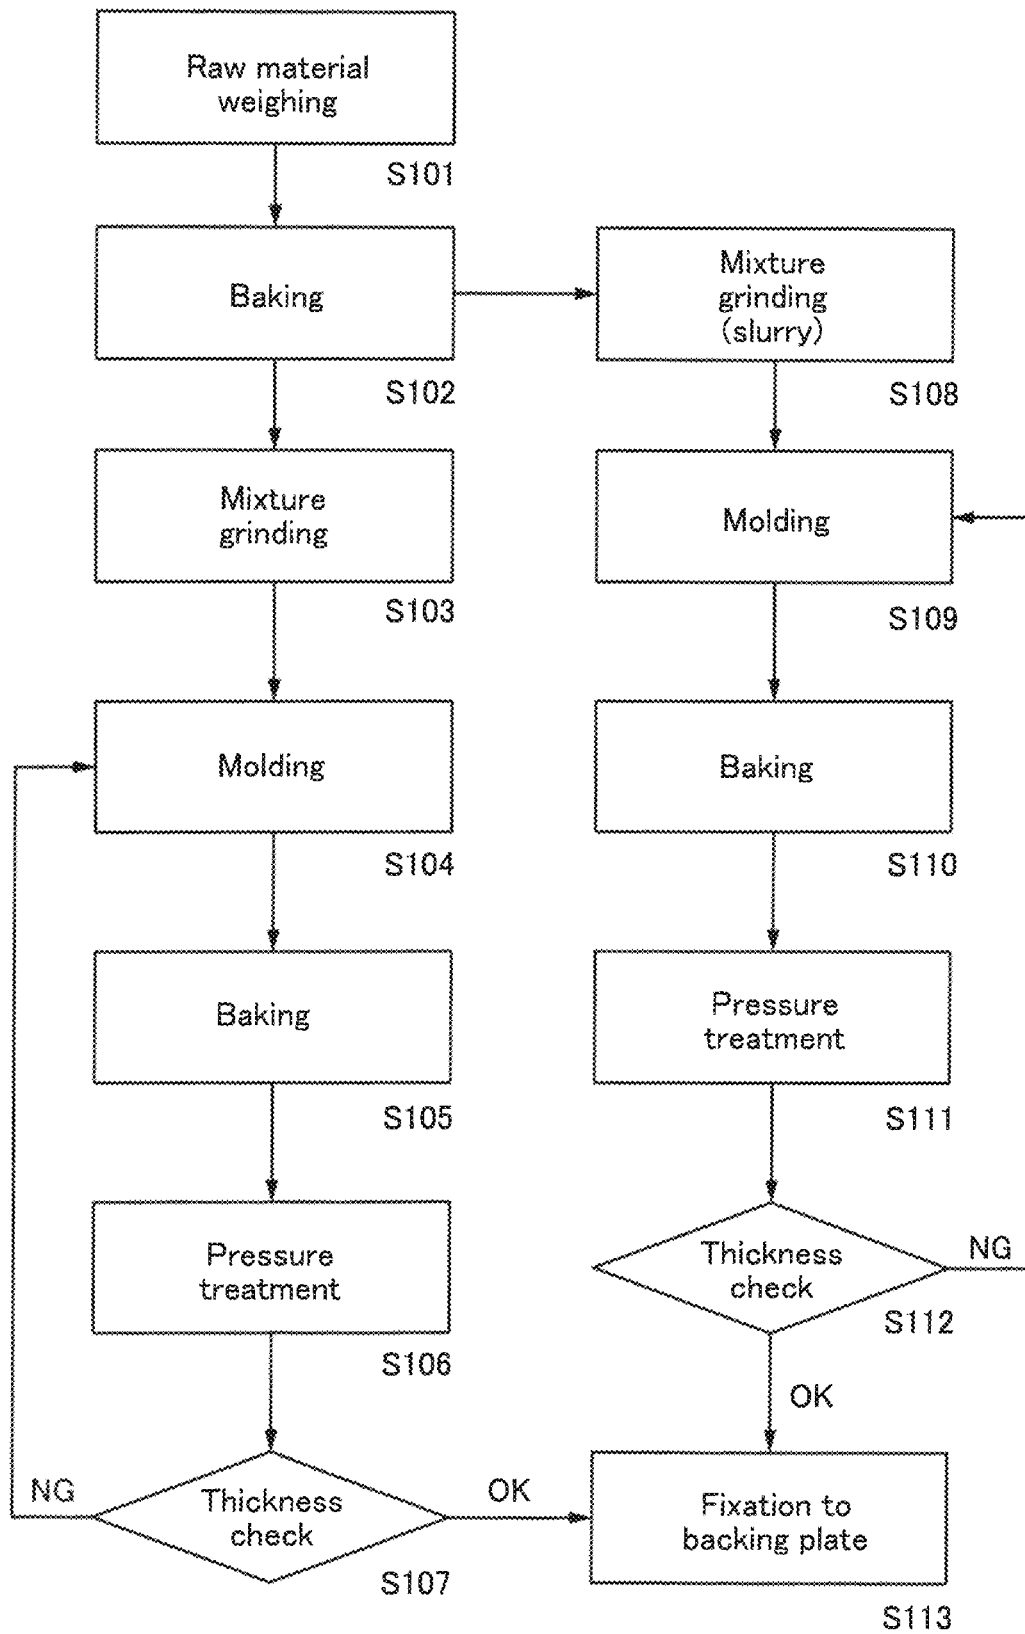 Raw material
weighing
S101
Baking
S102
Mixture
grinding
S103
Molding
S104
Baking
S105
Pressure
treatment
S106
NG
Thickness
check
OK
S107
Mixture
grinding
(slurry)
S108
Molding
S109
Baking
S110
Pressure
treatment
S111
Thickness
check
NG
S112
OK
Fixation to
backing plate
S113